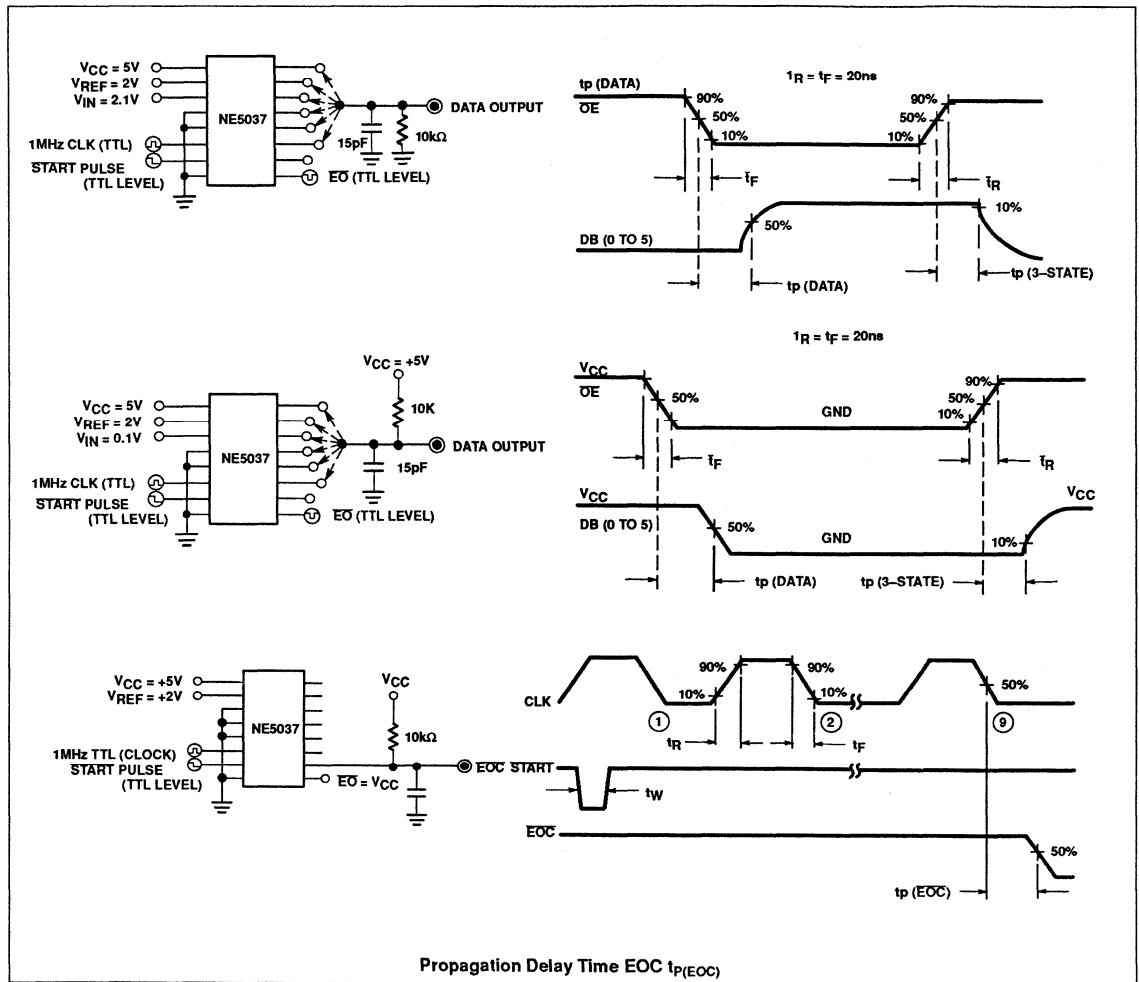 VCC = 5V
VREF = 2V
VIN = 2.1V
NE5037
1MHz CLK (TTL)
START PULSE
(TTL LEVEL)
EO (TTL LEVEL)
15pF
10kΩ
DATA OUTPUT
1R = tF = 20ns
tp (DATA)
OE
90%
50%
10%
90%
50%
10%
tF
tR
DB (0 TO 5)
50%
10%
tp (DATA)
tp (3–STATE)
VCC = +5V
10K
VCC = 5V
VREF = 2V
VIN = 0.1V
NE5037
1MHz CLK (TTL)
START PULSE
(TTL LEVEL)
EO (TTL LEVEL)
15pF
DATA OUTPUT
1R = tF = 20ns
VCC
OE
50%
GND
90%
50%
10%
tF
tR
VCC
DB (0 TO 5)
50%
GND
10%
VCC
tp (DATA)
tp (3–STATE)
VCC = +5V
VREF = +2V
NE5037
1MHz TTL (CLOCK)
START PULSE
(TTL LEVEL)
EO = VCC
VCC
10kΩ
EOC START
CLK
90%
10%
90%
10%
50%
1
2
9
tR
tF
tW
EOC
50%
tp (EOC)
Propagation Delay Time EOC tP(EOC)